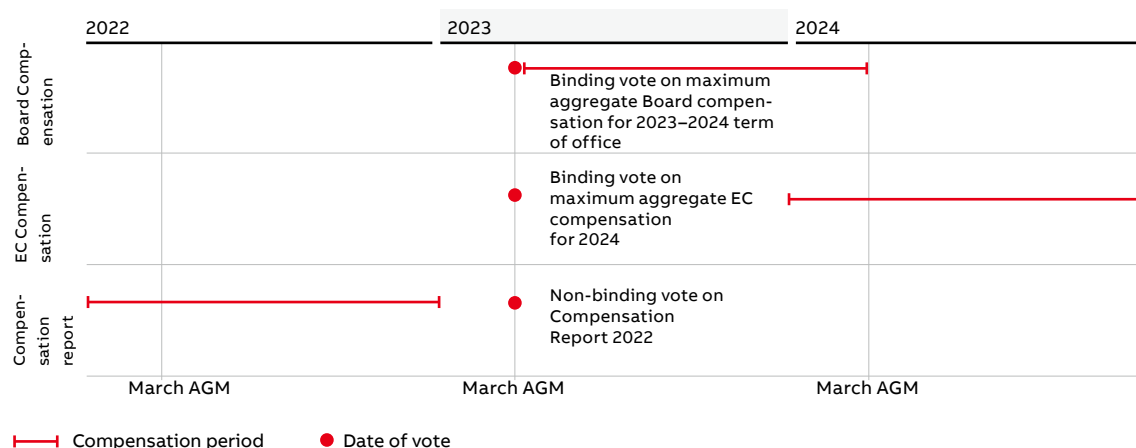 2022
2023
2024
Board Comp-
ensation
Binding vote on maximum
aggregate Board compen-
sation for 2023–2024 term
of office
EC Compen-
sation
Binding vote on
maximum aggregate EC
compensation
for 2024
Compen-
sation
report
Non-binding vote on
Compensation
Report 2022
March AGM
March AGM
March AGM
Compensation period
Date of vote